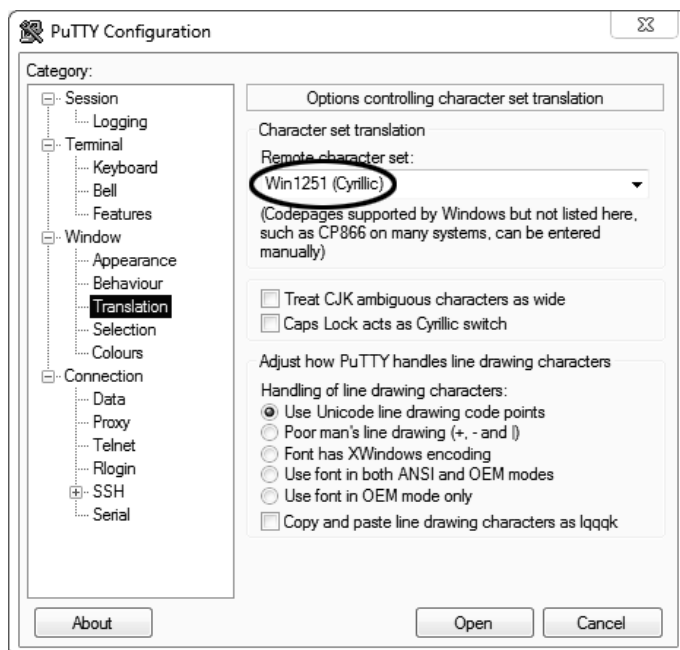 PuTTY Configuration
Category:
Session
Logging
Terminal
Keyboard
Bell
Features
Window
Appearance
Behaviour
Translation
Selection
Colours
Connection
Data
Proxy
Telnet
Rlogin
SSH
Serial
Options controlling character set translation
Character set translation
Remote character set:
Win1251 (Cyrillic)
(Codepages supported by Windows but not listed here,
such as CP866 on many systems, can be entered
manually)
Treat CJK ambiguous characters as wide
Caps Lock acts as Cyrillic switch
Adjust how PuTTY handles line drawing characters
Handling of line drawing characters:
Use Unicode line drawing code points
Poor man's line drawing (+, - and |)
Font has XWindows encoding
Use font in both ANSI and OEM modes
Use font in OEM mode only
Copy and paste line drawing characters as lqqqk
About
Open
Cancel